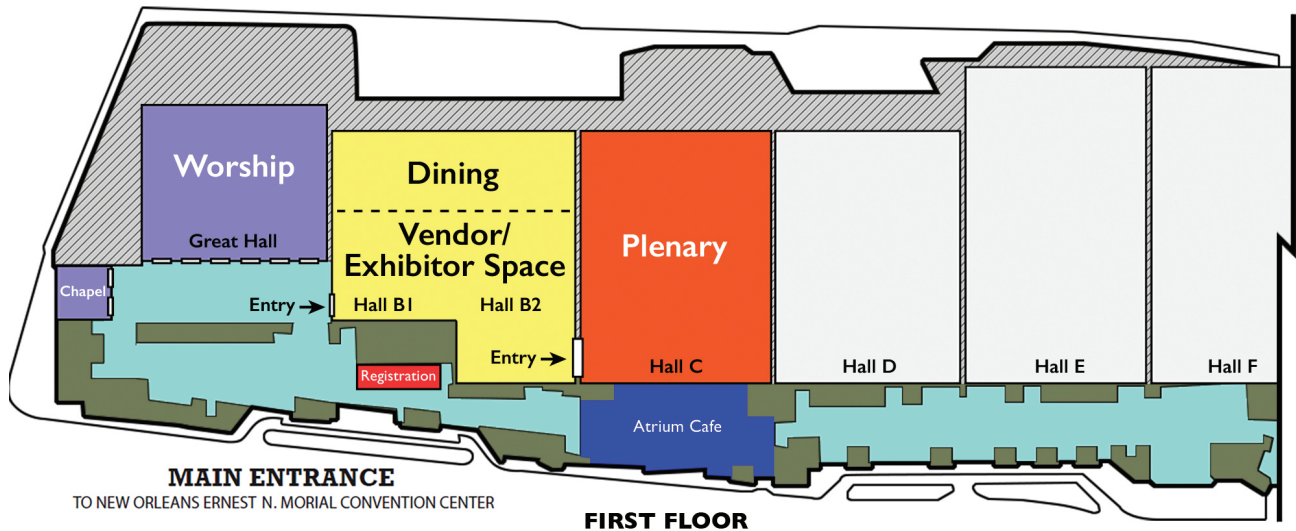 Worship
Great Hall
Chapel
Dining
Vendor/
Exhibitor Space
Entry
Hall B1
Hall B2
Entry
Registration
Plenary
Hall C
Hall D
Hall E
Hall F
Atrium Cafe
MAIN ENTRANCE
TO NEW ORLEANS ERNEST N. MORIAL CONVENTION CENTER
FIRST FLOOR